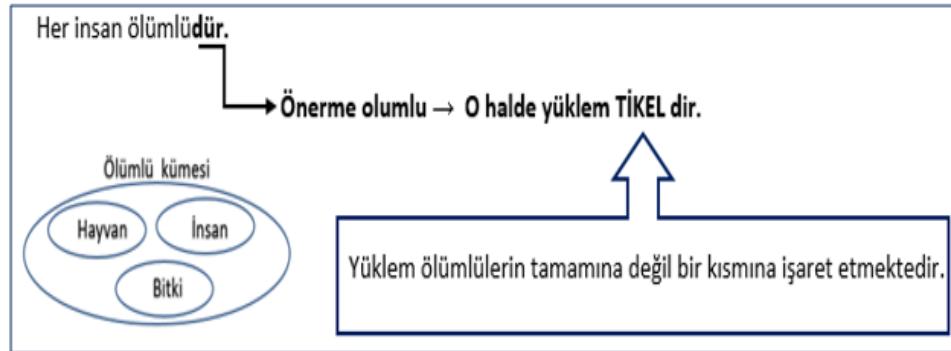 Her insan ölümlüdür.
Önerme olumlu → O halde yüklem TİKEL dir.
Ölümlü kümesi
Hayvan
İnsan
Bitki
Yüklem ölümlülerin tamamına değil bir kısmına işaret etmektedir.